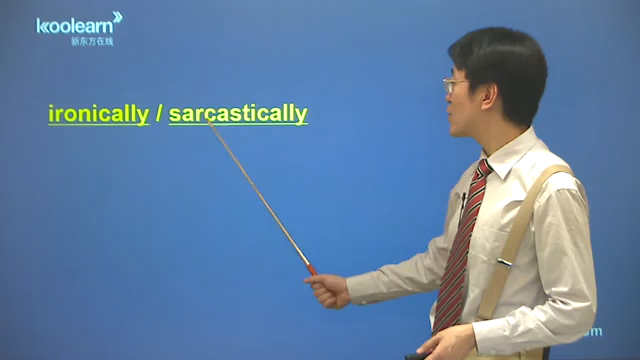 koolearn
新东方在线
ironically / sarcastically